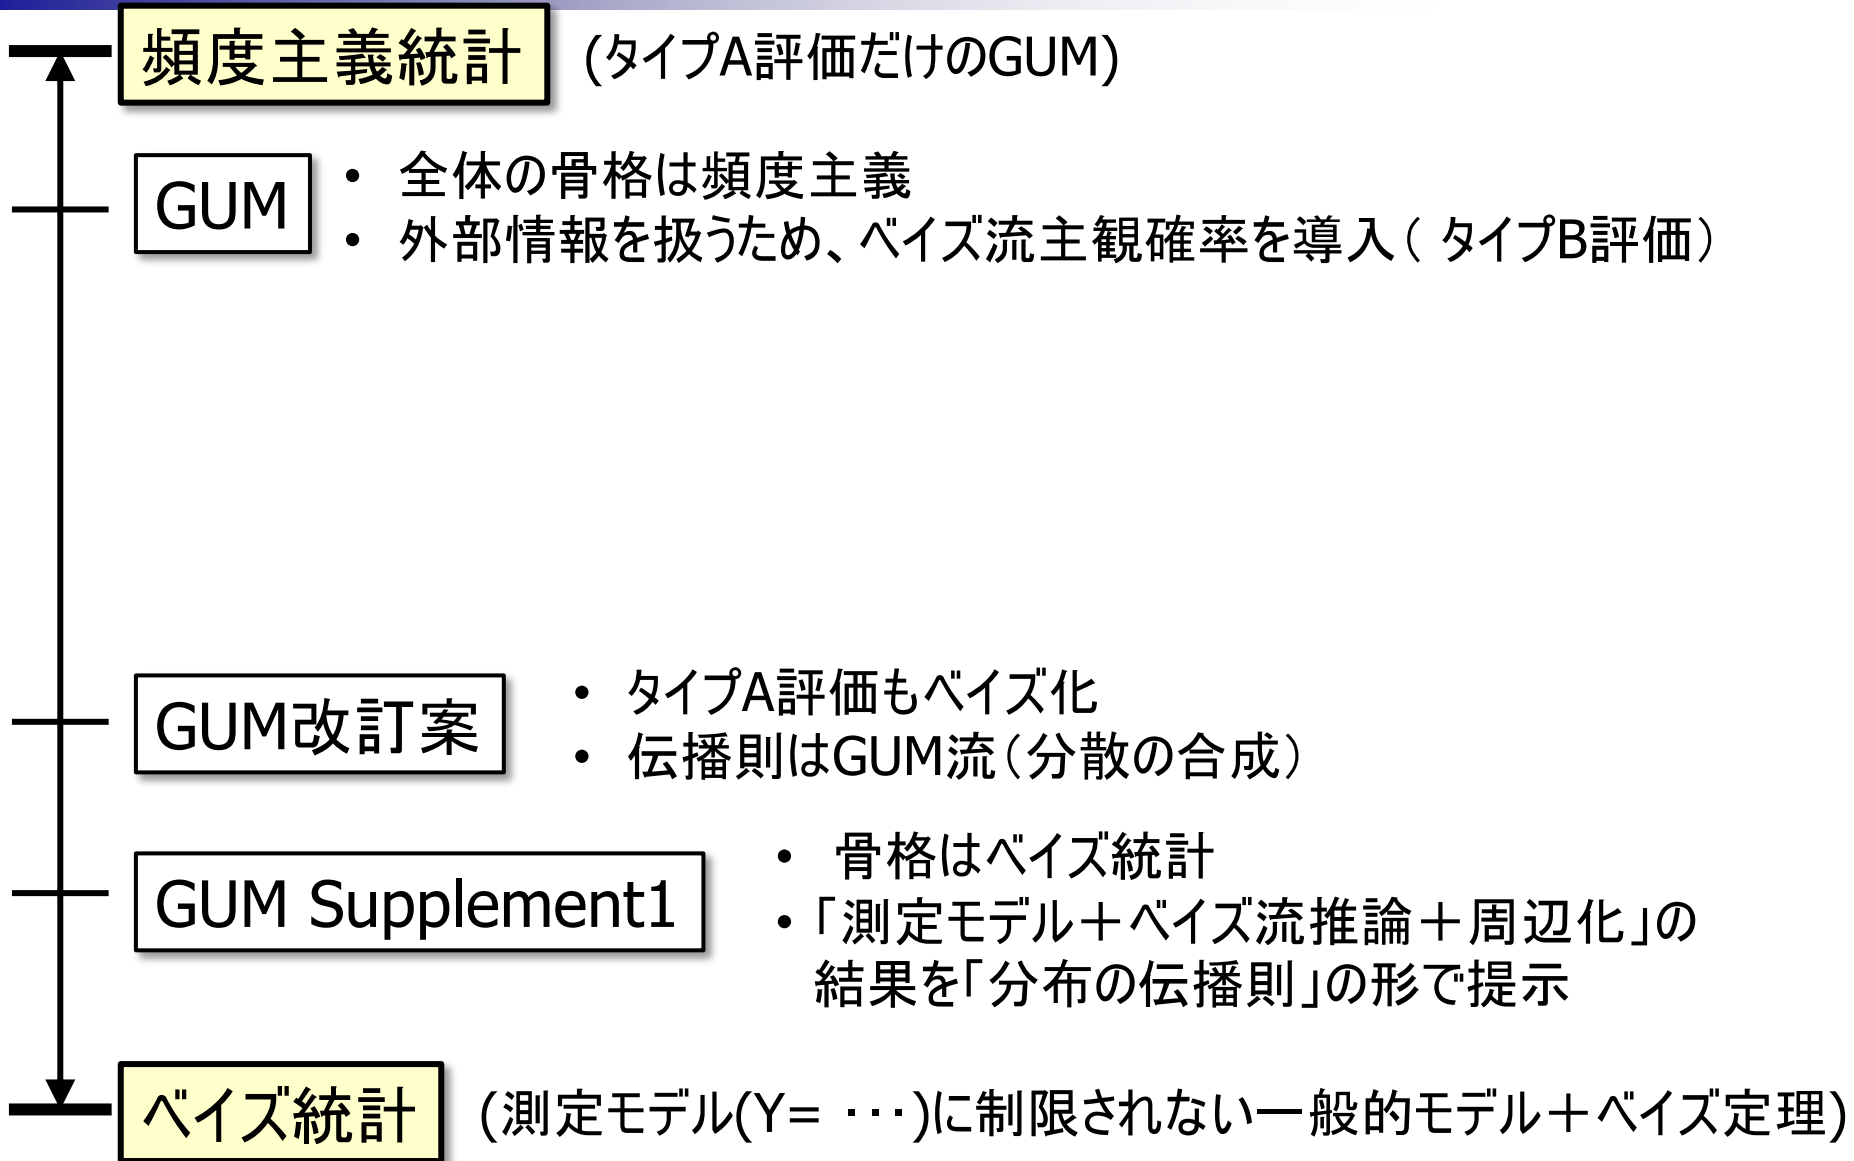 頻度主義統計 (タイプA評価だけのGUM)
GUM
• 全体の骨格は頻度主義
• 外部情報を扱うため、ベイズ流主観確率を導入( タイプB評価)
GUM改訂案
• タイプA評価もベイズ化
• 伝播則はGUM流(分散の合成)
GUM Supplement1
• 骨格はベイズ統計
•「測定モデル+ベイズ流推論+周辺化」の
結果を「分布の伝播則」の形で提示
ベイズ統計 (測定モデル(Y= ・・・)に制限されない一般的モデル+ベイズ定理)